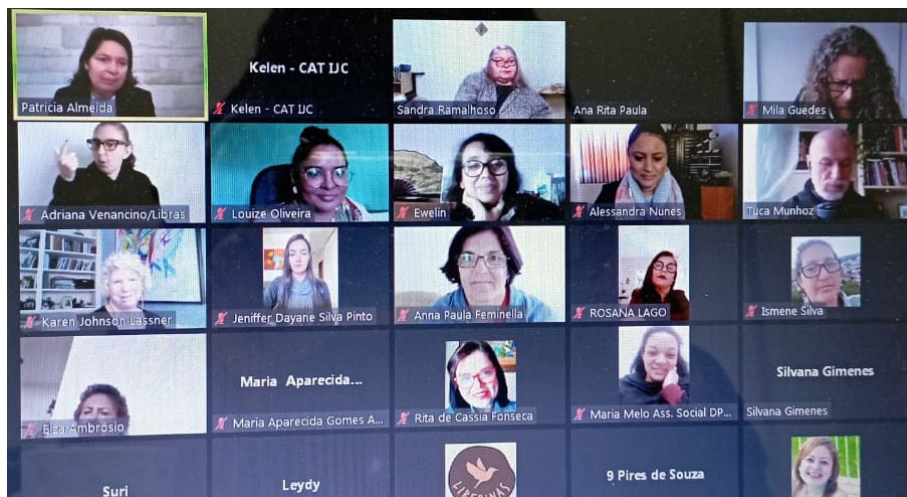 Kelen - CAT IJC
Patricia Almeida
Kelen - CAT IJC
Sandra Ramalhoso
Ana Rita Paula
Mila Guedes
Adriana Venancino/Libras
Louize Oliveira
Ewelin
Alessandra Nunes
Tuca Munhoz
Karen Johnson Lassner
Jeniffer Dayane Silva Pinto
Anna Paula Feminella
ROSANA LAGO
Ismene Silva
Maria Aparecida...
Silvana Gimenes
Elza Ambrosio
Maria Aparecida Gomes A...
Rita de Cassia Fonseca
Maria Melo Ass. Social DP...
Silvana Gimenes
Suri
Leydy
LIBERINAS
9 Pires de Souza